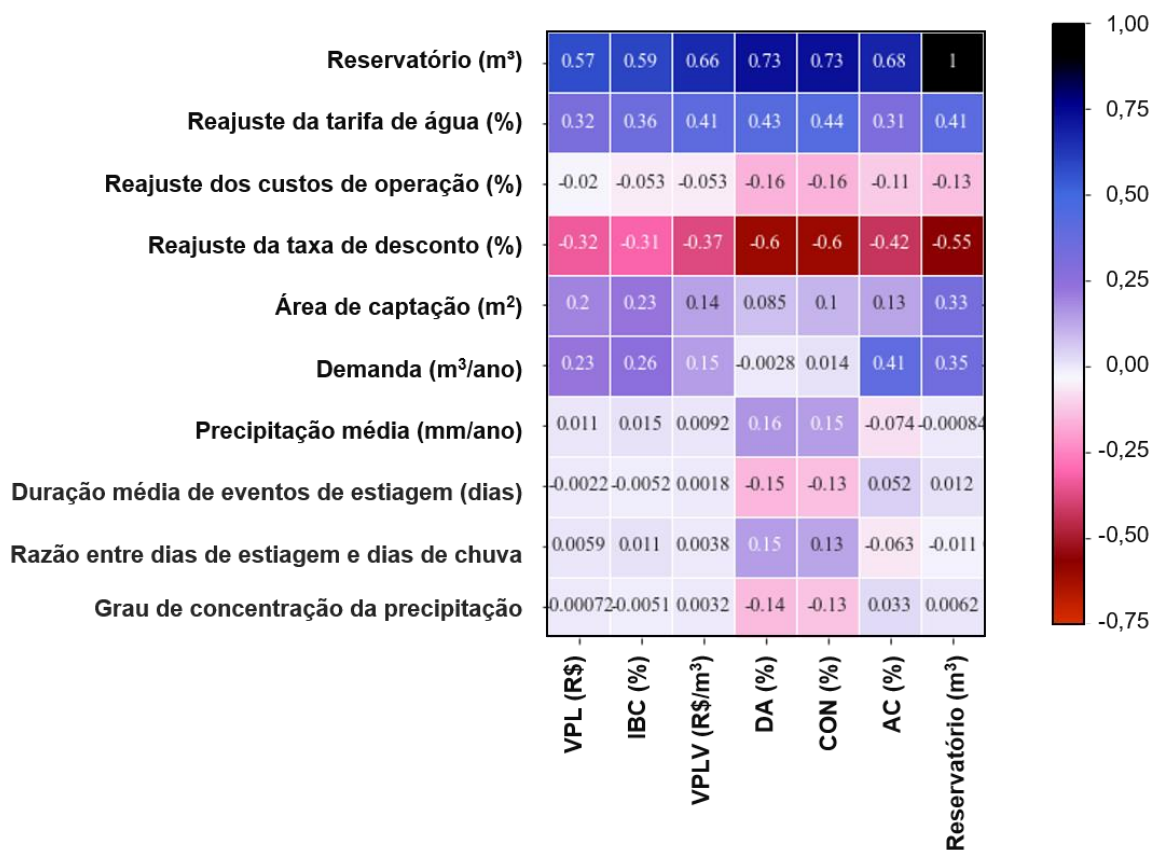 Reservatório (m³) 0.57 0.59 0.66 0.73 0.73 0.68 1
Reajuste da tarifa de água (%) 0.32 0.36 0.41 0.43 0.44 0.31 0.41
Reajuste dos custos de operação (%) -0.02 -0.053 -0.053 -0.16 -0.16 -0.11 -0.13
Reajuste da taxa de desconto (%) -0.32 -0.31 -0.37 -0.6 -0.6 -0.42 -0.55
Área de captação (m²) 0.2 0.23 0.14 0.085 0.1 0.13 0.33
Demanda (m³/ano) 0.23 0.26 0.15 -0.0028 0.014 0.41 0.35
Precipitação média (mm/ano) 0.011 0.015 0.0092 0.16 0.15 -0.074 -0.00084
Duração média de eventos de estiagem (dias) -0.0022 -0.0052 0.0018 -0.15 -0.13 0.052 0.012
Razão entre dias de estiagem e dias de chuva 0.0059 0.011 0.0038 0.15 0.13 -0.063 -0.011
Grau de concentração da precipitação -0.00072 -0.0051 0.0032 -0.14 -0.13 0.033 0.0062
VPL (R$)
IBC (%)
VPLV (R$/m³)
DA (%)
CON (%)
AC (%)
Reservatório (m³)
1,00
0,75
0,50
0,25
0,00
-0,25
-0,50
-0,75